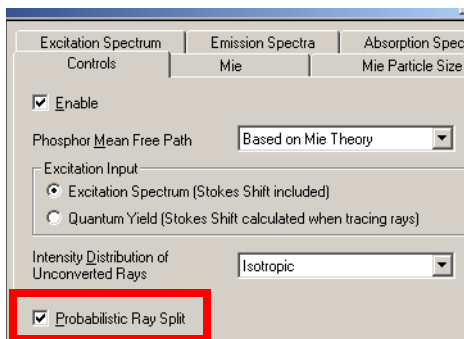 Excitation Spectrum Emission Spectra Absorption Spec
Controls Mie Mie Particle Size
Enable
Phosphor Mean Free Path Based on Mie Theory
Excitation Input
Excitation Spectrum (Stokes Shift included)
Quantum Yield (Stokes Shift calculated when tracing rays)
Intensity Distribution of
Unconverted Rays Isotropic
Probabilistic Ray Split